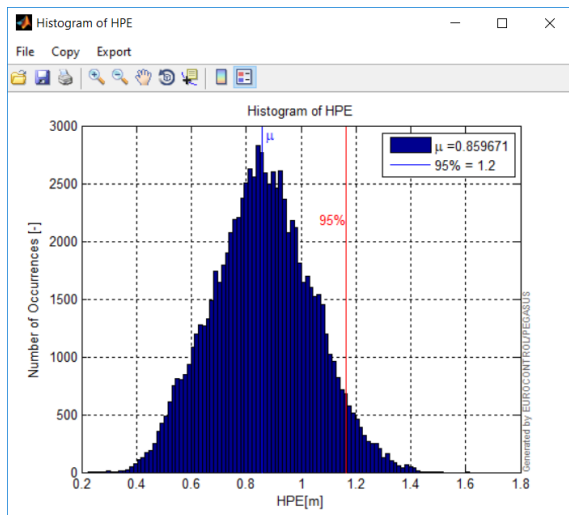 Histogram of HPE
File Copy Export
Histogram of HPE
3000
2500
2000
1500
1000
500
0
Number of Occurrences [-]
μ
95%
μ =0.859671
95% = 1.2
0.2 0.4 0.6 0.8 1 1.2 1.4 1.6 1.8
HPE[m]
Generated by EUROCONTROL/PEGASUS